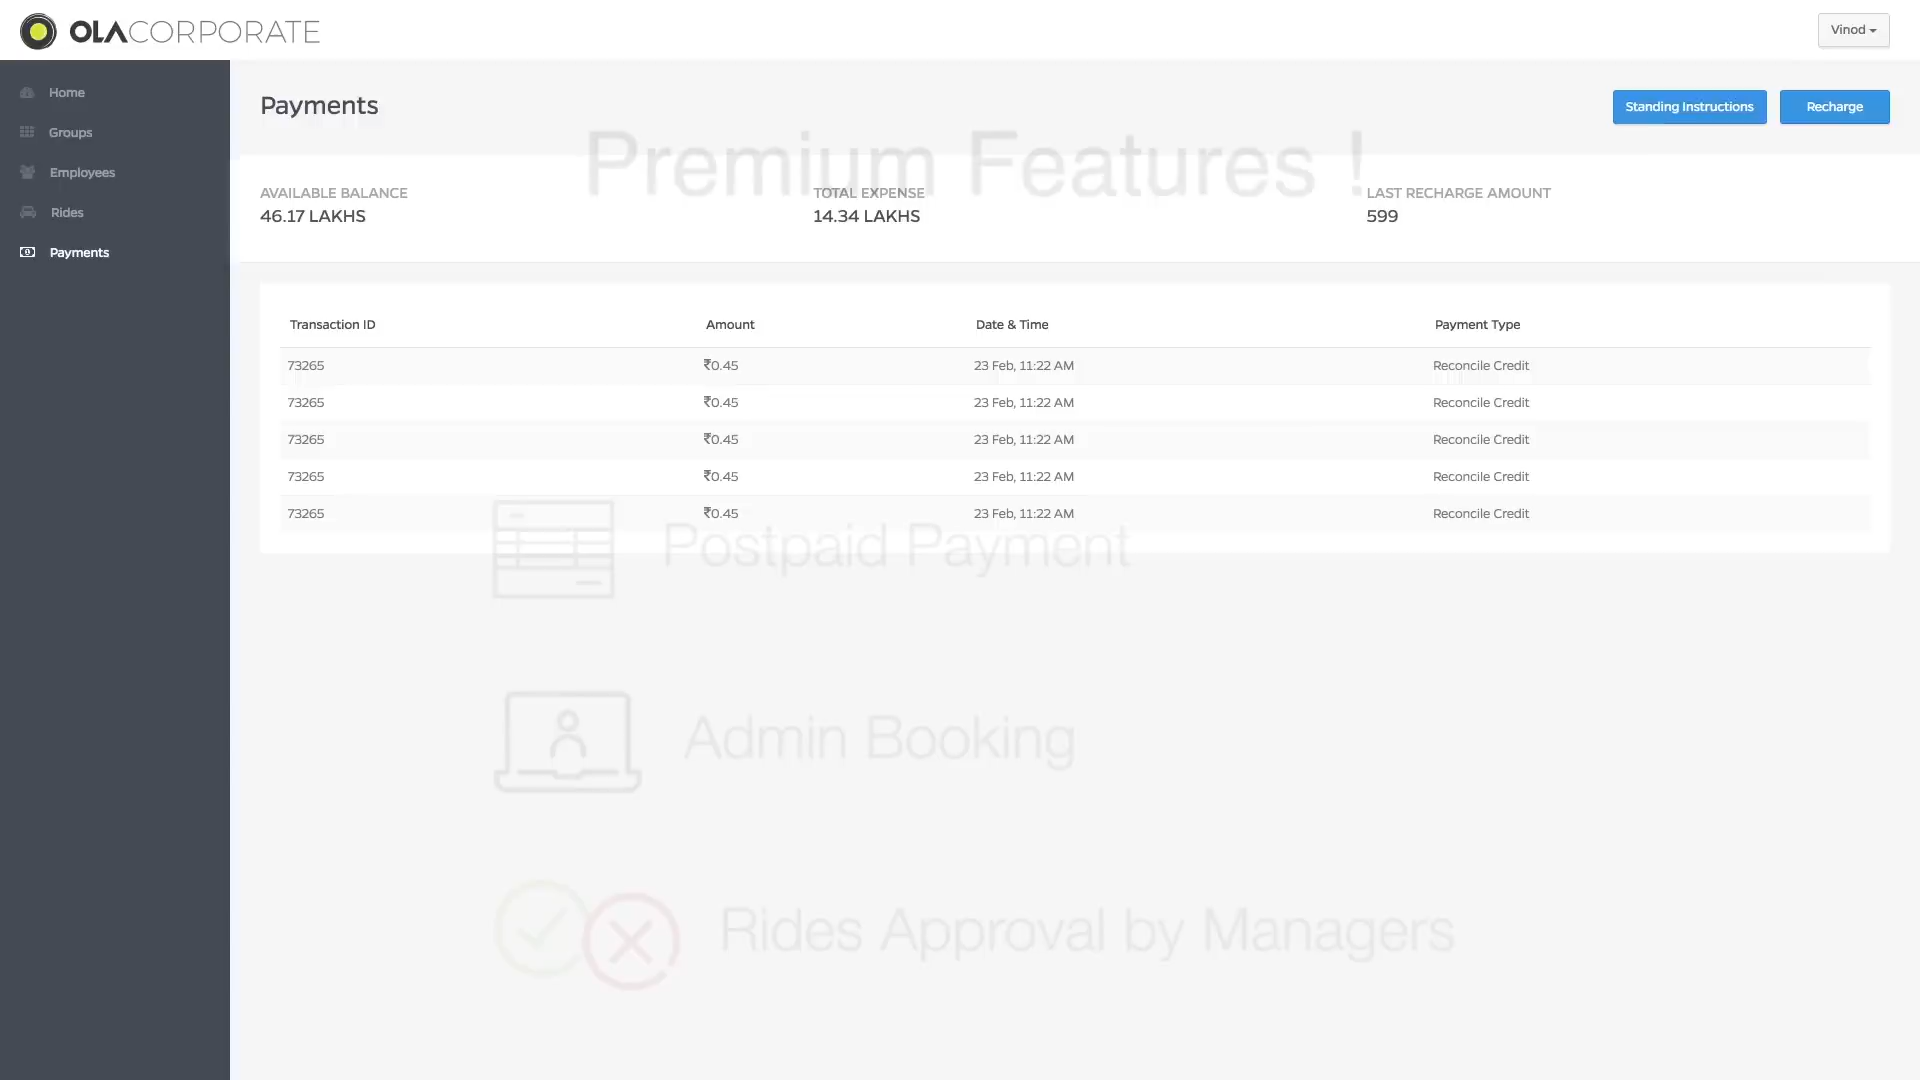 OLACORPORATE
Vinod
Home
Groups
Employees
Rides
Payments
Payments
Standing Instructions
Recharge
Premium Features !
AVAILABLE BALANCE
46.17 LAKHS
TOTAL EXPENSE
14.34 LAKHS
LAST RECHARGE AMOUNT
599
Transaction ID Amount Date & Time Payment Type
73265 ₹0.45 23 Feb, 11:22 AM Reconcile Credit
73265 ₹0.45 23 Feb, 11:22 AM Reconcile Credit
73265 ₹0.45 23 Feb, 11:22 AM Reconcile Credit
73265 ₹0.45 23 Feb, 11:22 AM Reconcile Credit
73265 ₹0.45 23 Feb, 11:22 AM Reconcile Credit
Postpaid Payment
Admin Booking
Rides Approval by Managers